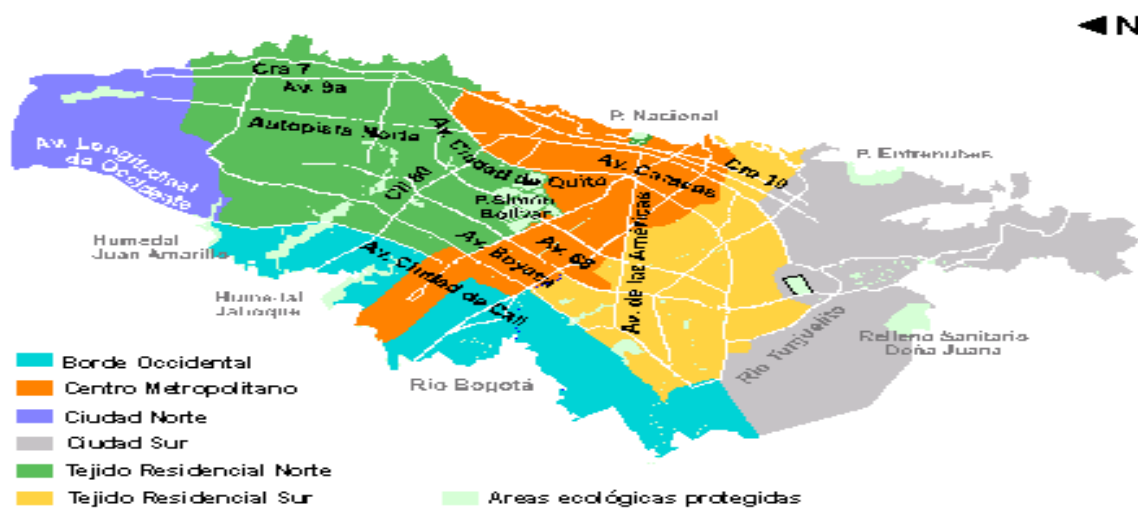 N
Cra 7
Av. 9a
P. Nacional
Autopista Norte
Av. Ciudad de Quito
P. Entrenubes
Av. Longitudinal
de Occidente
Cll 80
Av. Caracas
Cra 10
P.Simón
Bolívar
Humedal
Juan Amarillo
Av. Boyacá
Av. 68
Av. de las Américas
Av. Ciudad de Cali
Humedal
Jaboque
Río Tunjuelito
Relleno Sanitario
Doña Juana
Río Bogotá
Borde Occidental
Centro Metropolitano
Ciudad Norte
Ciudad Sur
Tejido Residencial Norte
Tejido Residencial Sur
Areas ecológicas protegidas